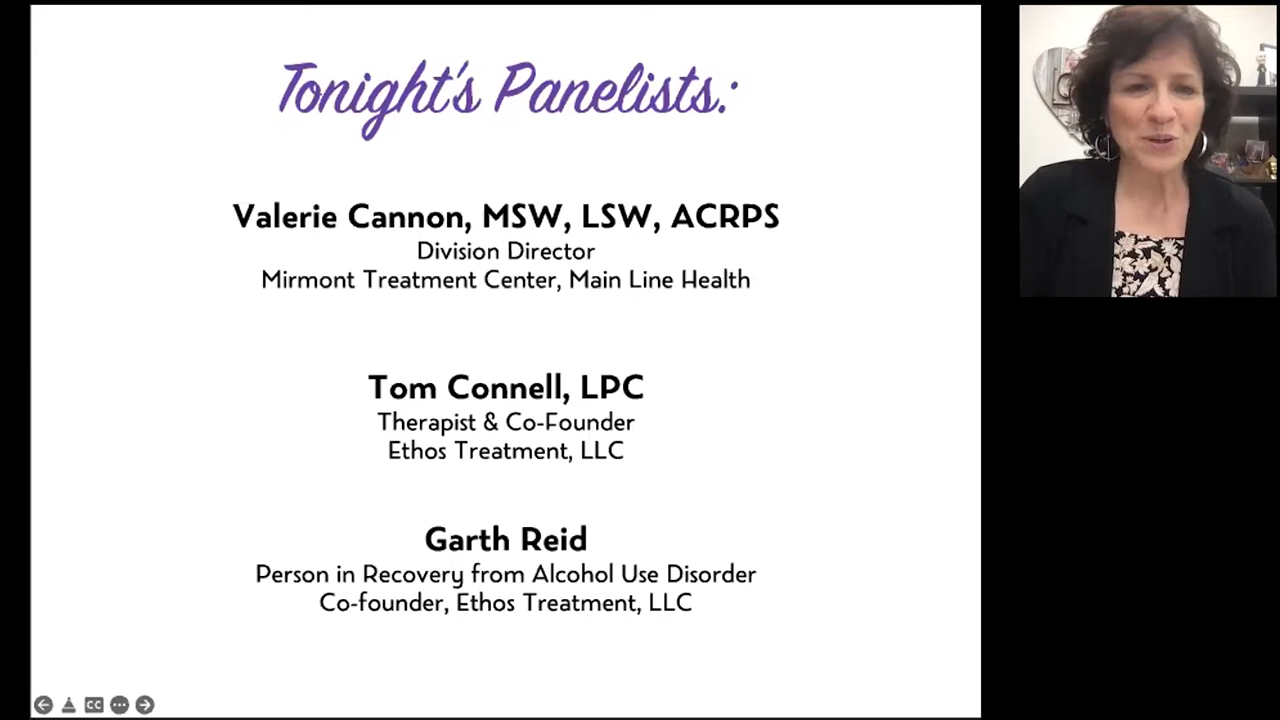 Tonight's Panelists:
Valerie Cannon, MSW, LSW, ACRPS
Division Director
Mirmont Treatment Center, Main Line Health
Tom Connell, LPC
Therapist & Co-Founder
Ethos Treatment, LLC
Garth Reid
Person in Recovery from Alcohol Use Disorder
Co-founder, Ethos Treatment, LLC
CC